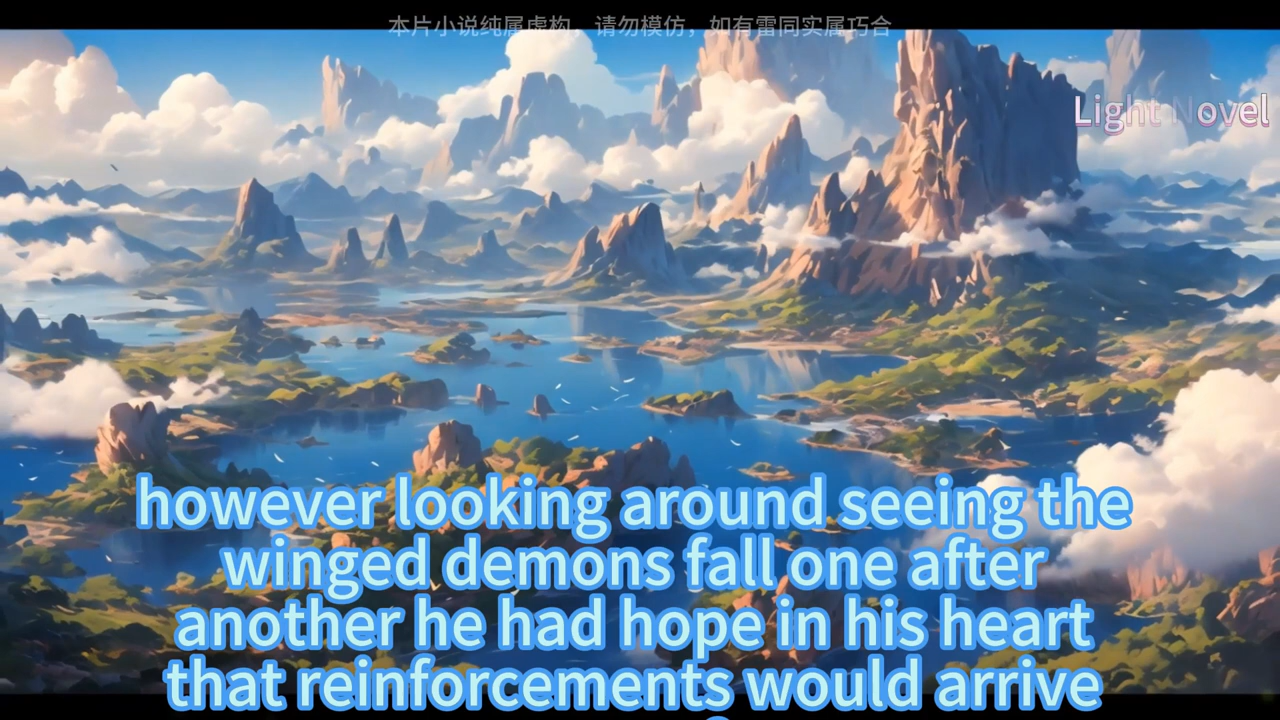 本片小说纯属虚构，请勿模仿，如有雷同实属巧合
Light Novel
however looking around seeing the
winged demons fall one after
another he had hope in his heart
that reinforcements would arrive